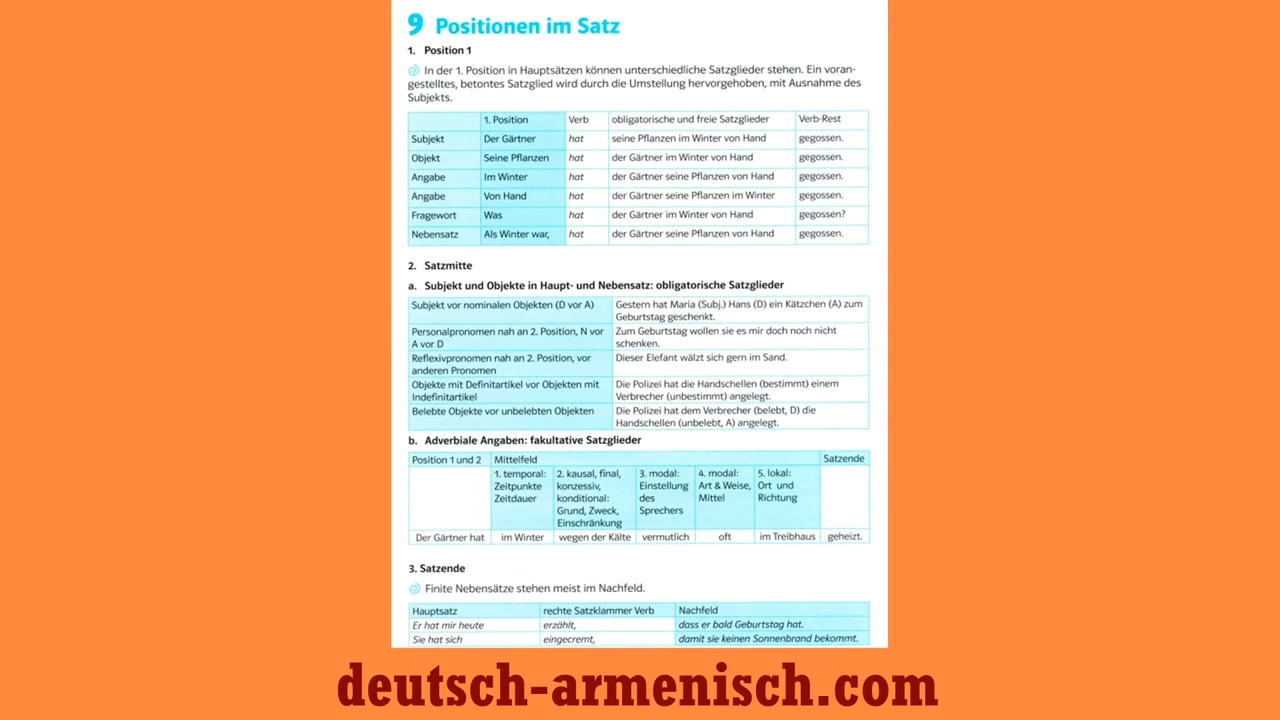 9 Positionen im Satz
1. Position 1
In der 1. Position in Hauptsätzen können unterschiedliche Satzglieder stehen. Ein voran-
gestelltes, betontes Satzglied wird durch die Umstellung hervorgehoben, mit Ausnahme des
Subjekts.
1. Position Verb obligatorische und freie Satzglieder Verb-Rest
Subjekt Der Gärtner hat seine Pflanzen im Winter von Hand gegossen.
Objekt Seine Pflanzen hat der Gärtner im Winter von Hand gegossen.
Angabe Im Winter hat der Gärtner seine Pflanzen von Hand gegossen.
Angabe Von Hand hat der Gärtner seine Pflanzen im Winter gegossen.
Fragewort Was hat der Gärtner im Winter von Hand gegossen?
Nebensatz Als Winter war, hat der Gärtner seine Pflanzen von Hand gegossen.
2. Satzmitte
a. Subjekt und Objekte in Haupt- und Nebensatz: obligatorische Satzglieder
Subjekt vor nominalen Objekten (D vor A)
Gestern hat Maria (Subj.) Hans (D) ein Kätzchen (A) zum
Geburtstag geschenkt.
Personalpronomen nah an 2. Position, N vor
A vor D
Zum Geburtstag wollen sie es mir doch noch nicht
schenken.
Reflexivpronomen nah an 2. Position, vor
anderen Pronomen
Dieser Elefant wälzt sich gern im Sand.
Objekte mit Definitartikel vor Objekten mit
Indefinitartikel
Die Polizei hat die Handschellen (bestimmt) einem
Verbrecher (unbestimmt) angelegt.
Belebte Objekte vor unbelebten Objekten
Die Polizei hat dem Verbrecher (belebt, D) die
Handschellen (unbelebt, A) angelegt.
b. Adverbiale Angaben: fakultative Satzglieder
Position 1 und 2 Mittelfeld Satzende
1. temporal:
Zeitpunkte
Zeitdauer
2. kausal, final,
konzessiv,
konditional:
Grund, Zweck,
Einschränkung
3. modal:
Einstellung
des
Sprechers
4. modal:
Art & Weise,
Mittel
5. lokal:
Ort und
Richtung
Der Gärtner hat im Winter wegen der Kälte vermutlich oft im Treibhaus geheizt.
3. Satzende
Finite Nebensätze stehen meist im Nachfeld.
Hauptsatz rechte Satzklammer Verb Nachfeld
Er hat mir heute erzählt, dass er bald Geburtstag hat.
Sie hat sich eingecremt, damit sie keinen Sonnenbrand bekommt.
deutsch-armenisch.com